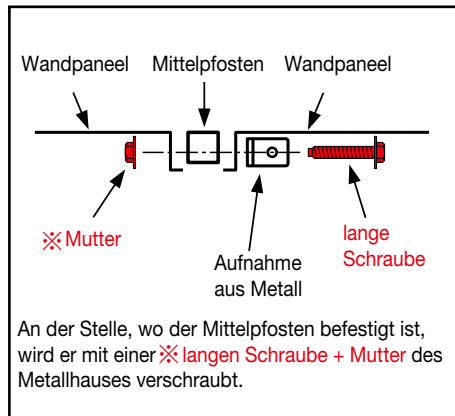 Wandpaneel Mittelpfosten Wandpaneel
※ Mutter
lange
Schraube
Aufnahme
aus Metall
An der Stelle, wo der Mittelpfosten befestigt ist,
wird er mit einer ※ langen Schraube + Mutter des
Metallhauses verschraubt.